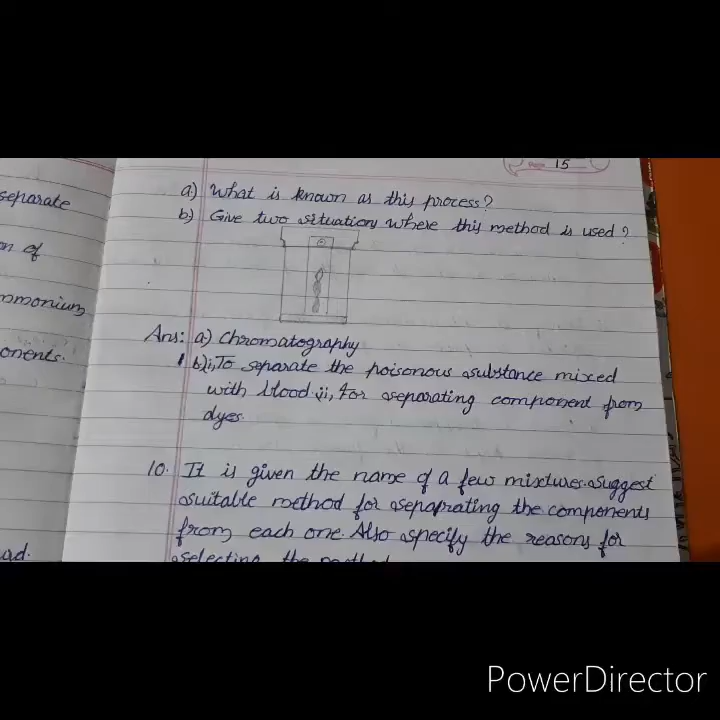 15
a) What is known as this process?
separate
b) Give two situation where this method is used?
of
Ans: a) Chromatography
onents.
b)i, To separate the poisonous substance mixed
with blood. ii, For separating component from
dyes.
10. It is given the name of a few mixtures. Suggest
suitable method for separating the components
from each one. Also specify the reasons for
selecting the
PowerDirector